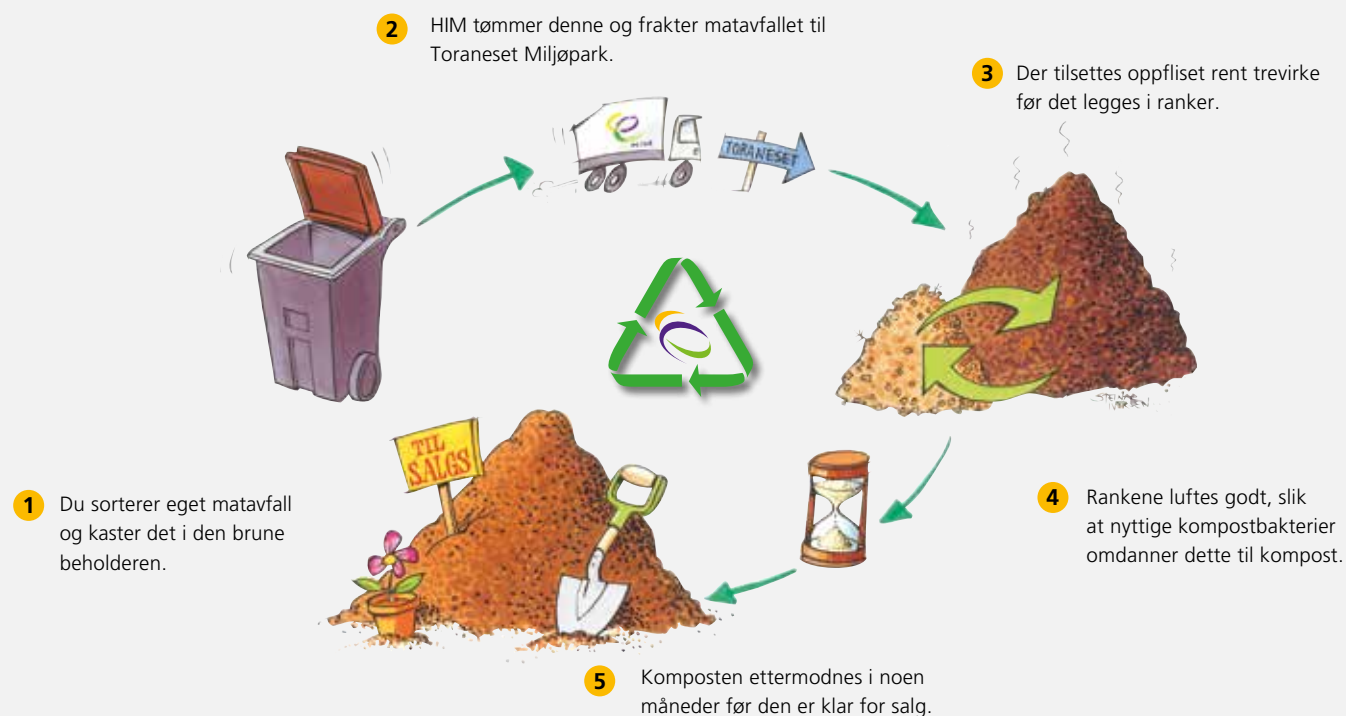 2
HIM tømmer denne og frakter matavfallet til
Toraneset Miljøpark.
3
Der tilsettes oppfliset rent trevirke
før det legges i ranker.
TORANESET
STEINAR
IVERSEN
TIL
SALGS
1
Du sorterer eget matavfall
og kaster det i den brune
beholderen.
4
Rankene luftes godt, slik
at nyttige kompostbakterier
omdanner dette til kompost.
5
Komposten ettermodnes i noen
måneder før den er klar for salg.